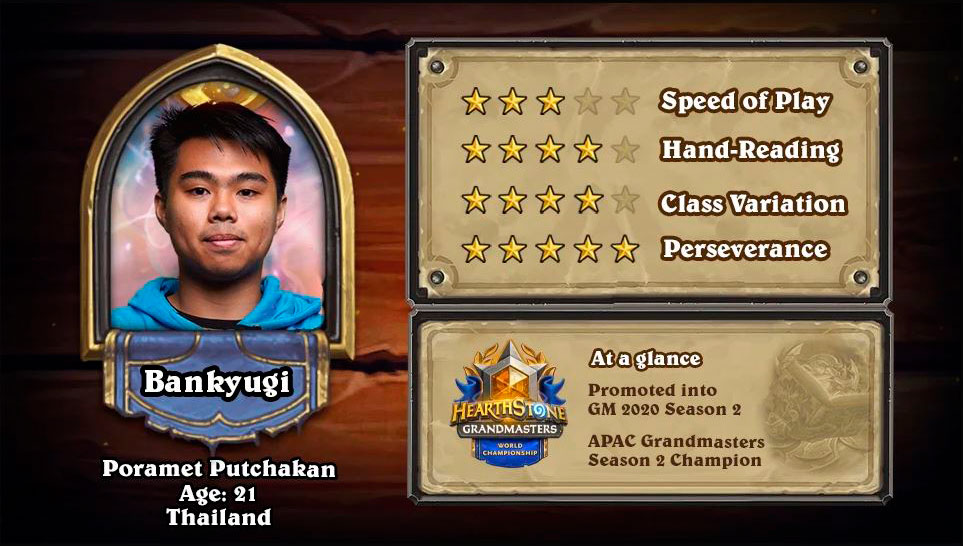 Bankyugi
Poramet Putchakan
Age: 21
Thailand
Speed of Play
Hand-Reading
Class Variation
Perseverance
HEARTHSTONE
GRANDMASTERS
WORLD
CHAMPIONSHIP
At a glance
Promoted into
GM 2020 Season 2
APAC Grandmasters
Season 2 Champion